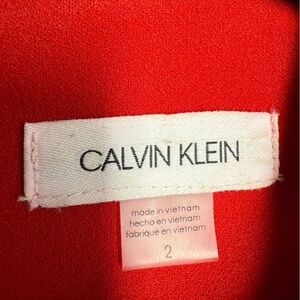 CALVIN KLEIN
made in vietnam
hecho en vietnam
fabriqué en vietnam
2